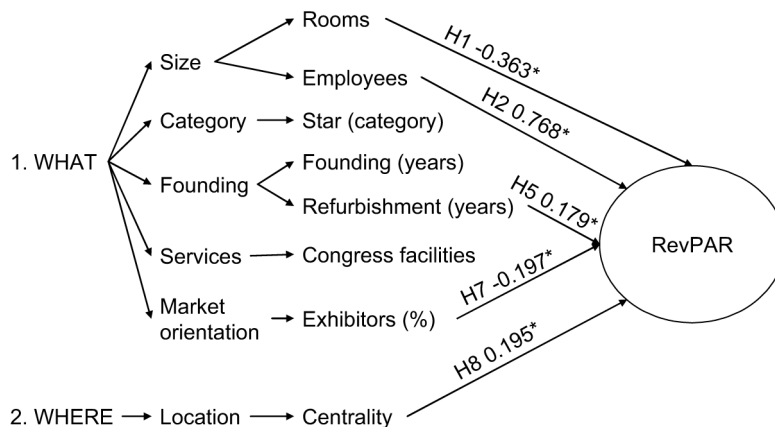 Rooms
H1 -0.363*
Size
Employees
H2 0.768*
Category
Star (category)
1. WHAT
Founding (years)
Founding
Refurbishment (years)
H5 0.179*
RevPAR
Services
Congress facilities
H7 -0.197*
Market
orientation
Exhibitors (%)
H8 0.195*
2. WHERE
Location
Centrality